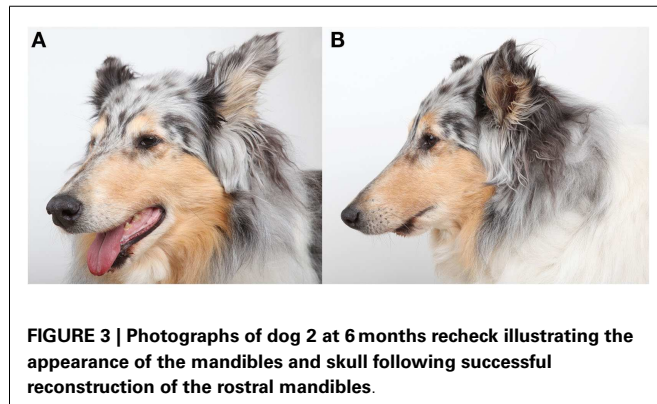 A B
FIGURE 3 | Photographs of dog 2 at 6 months recheck illustrating the
appearance of the mandibles and skull following successful
reconstruction of the rostral mandibles.